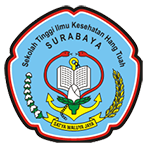 Sekolah Tinggi Ilmu Kesehatan Hang Tuah
SURABAYA
SATYA WALUYA JAYA